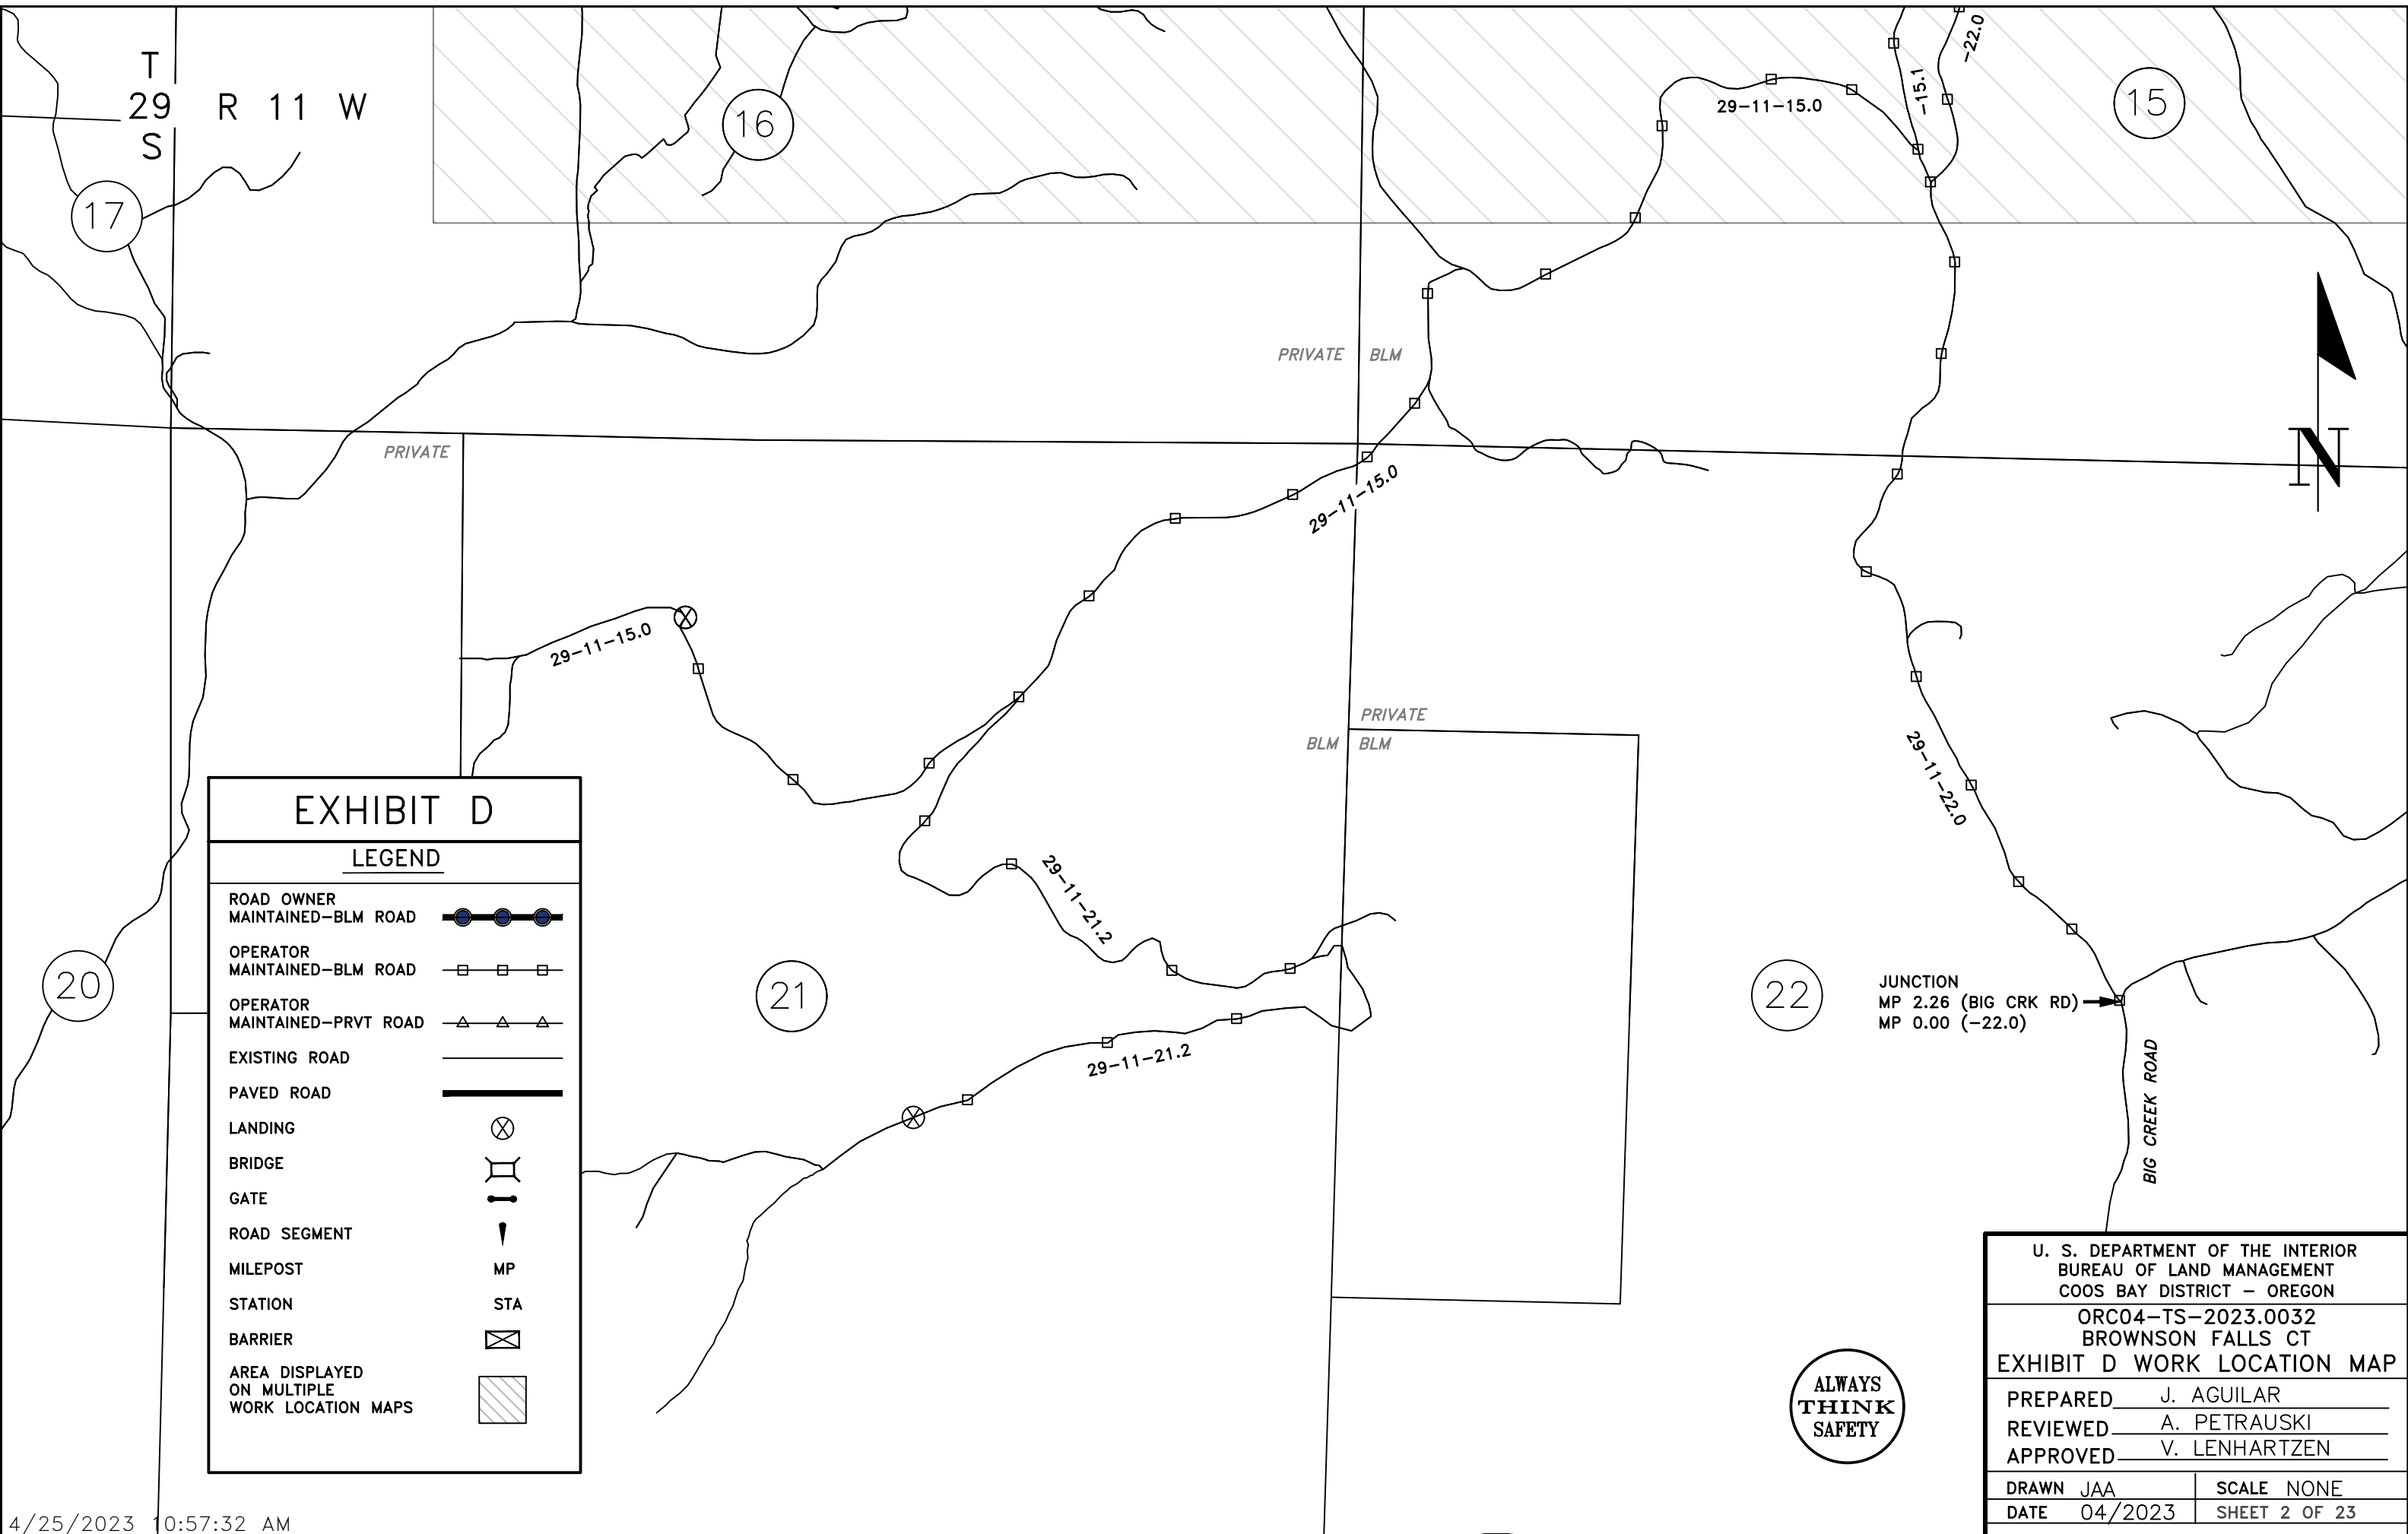 T
29 R 11 W
S
17
16
15
29-11-15.0
-15.1
-22.0
PRIVATE BLM
PRIVATE
29-11-15.0
N
29-11-15.0
PRIVATE
BLM BLM
29-11-22.0
29-11-21.2
20
21
22
JUNCTION
MP 2.26 (BIG CRK RD)
MP 0.00 (-22.0)
29-11-21.2
BIG CREEK ROAD
EXHIBIT D
LEGEND
ROAD OWNER
MAINTAINED-BLM ROAD
OPERATOR
MAINTAINED-BLM ROAD
OPERATOR
MAINTAINED-PRVT ROAD
EXISTING ROAD
PAVED ROAD
LANDING
BRIDGE
GATE
ROAD SEGMENT
MILEPOST MP
STATION STA
BARRIER
AREA DISPLAYED
ON MULTIPLE
WORK LOCATION MAPS
ALWAYS
THINK
SAFETY
U. S. DEPARTMENT OF THE INTERIOR
BUREAU OF LAND MANAGEMENT
COOS BAY DISTRICT - OREGON
ORC04-TS-2023.0032
BROWNSON FALLS CT
EXHIBIT D WORK LOCATION MAP
PREPARED J. AGUILAR
REVIEWED A. PETRAUSKI
APPROVED V. LENHARTZEN
DRAWN JAA SCALE NONE
DATE 04/2023 SHEET 2 OF 23
4/25/2023 10:57:32 AM